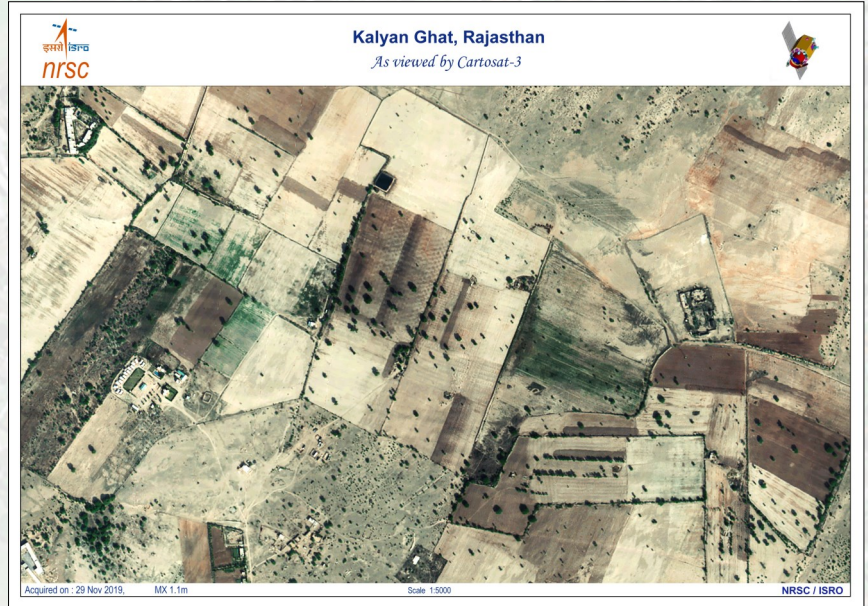 इसरो isro
nrsc
Kalyan Ghat, Rajasthan
As viewed by Cartosat-3
Acquired on : 29 Nov 2019, MX 1.1m Scale 1:5000 NRSC / ISRO